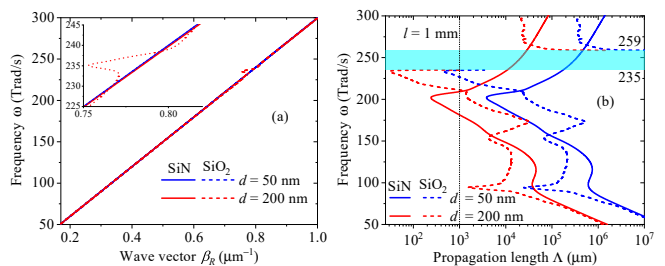 300
250
200
150
100
50
Frequency ω (Trad/s)
245
240
235
230
225
0.75
0.80
(a)
SiN SiO2
d = 50 nm
d = 200 nm
0.2
0.4
0.6
0.8
1.0
Wave vector βR (μm⁻¹)
300
250
200
150
100
50
Frequency ω (Trad/s)
l = 1 mm
259
235
(b)
SiN SiO2
d = 50 nm
d = 200 nm
10² 10³ 10⁴ 10⁵ 10⁶ 10⁷
Propagation length Λ (μm)